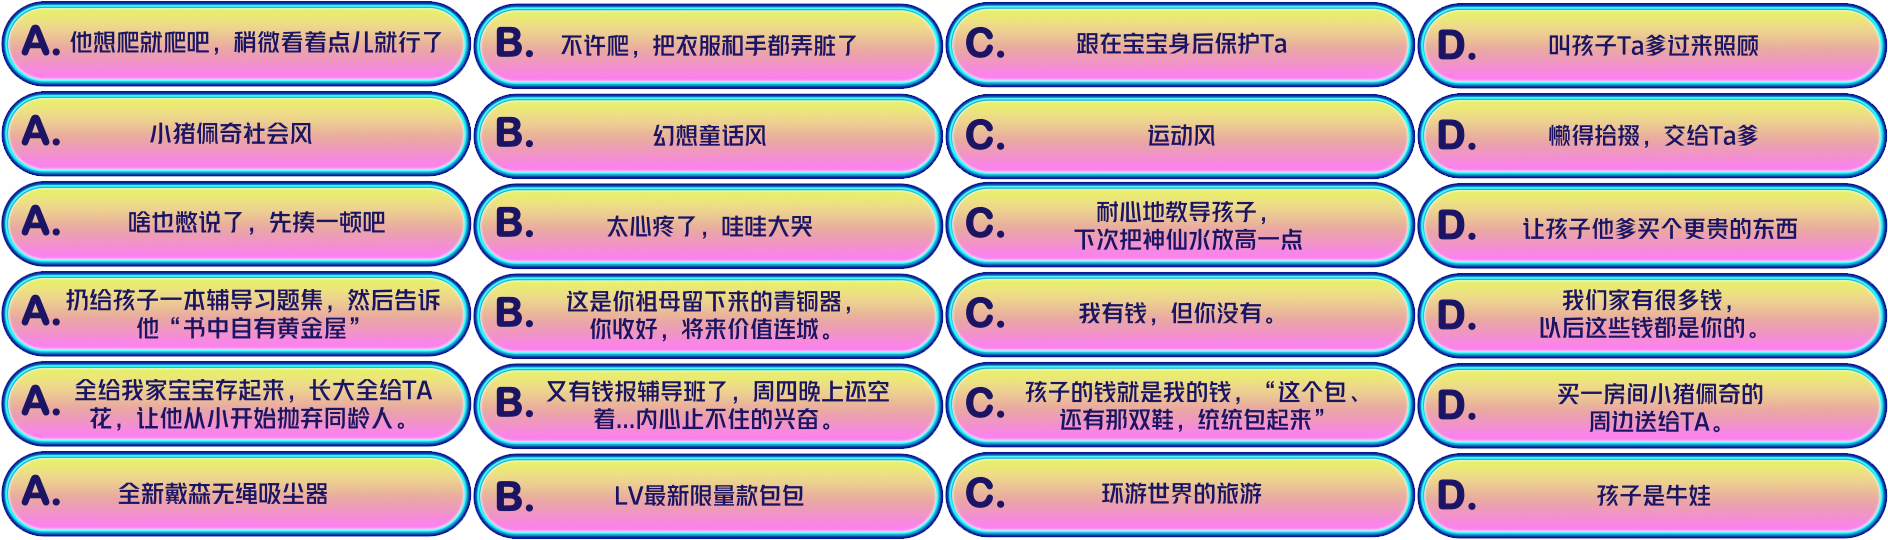 A. 他想爬就爬吧，稍微看着点儿就行了
B. 不许爬，把衣服和手都弄脏了
C. 跟在宝宝身后保护Ta
D. 叫孩子Ta爹过来照顾
A. 小猪佩奇社会风
B. 幻想童话风
C. 运动风
D. 懒得拾掇，交给Ta爹
A. 啥也憋说了，先揍一顿吧
B. 太心疼了，哇哇大哭
C. 耐心地教导孩子，
下次把神仙水放高一点
D. 让孩子他爹买个更贵的东西
A. 扔给孩子一本辅导习题集，然后告诉
他“书中自有黄金屋”
B. 这是你祖母留下来的青铜器，
你收好，将来价值连城。
C. 我有钱，但你没有。
D. 我们家有很多钱，
以后这些钱都是你的。
A. 全给我家宝宝存起来，长大全给TA
花，让他从小开始抛弃同龄人。
B. 又有钱报辅导班了，周四晚上还空
着...内心止不住的兴奋。
C. 孩子的钱就是我的钱，“这个包、
还有那双鞋，统统包起来”
D. 买一房间小猪佩奇的
周边送给TA。
A. 全新戴森无绳吸尘器
B. LV最新限量款包包
C. 环游世界的旅游
D. 孩子是牛娃